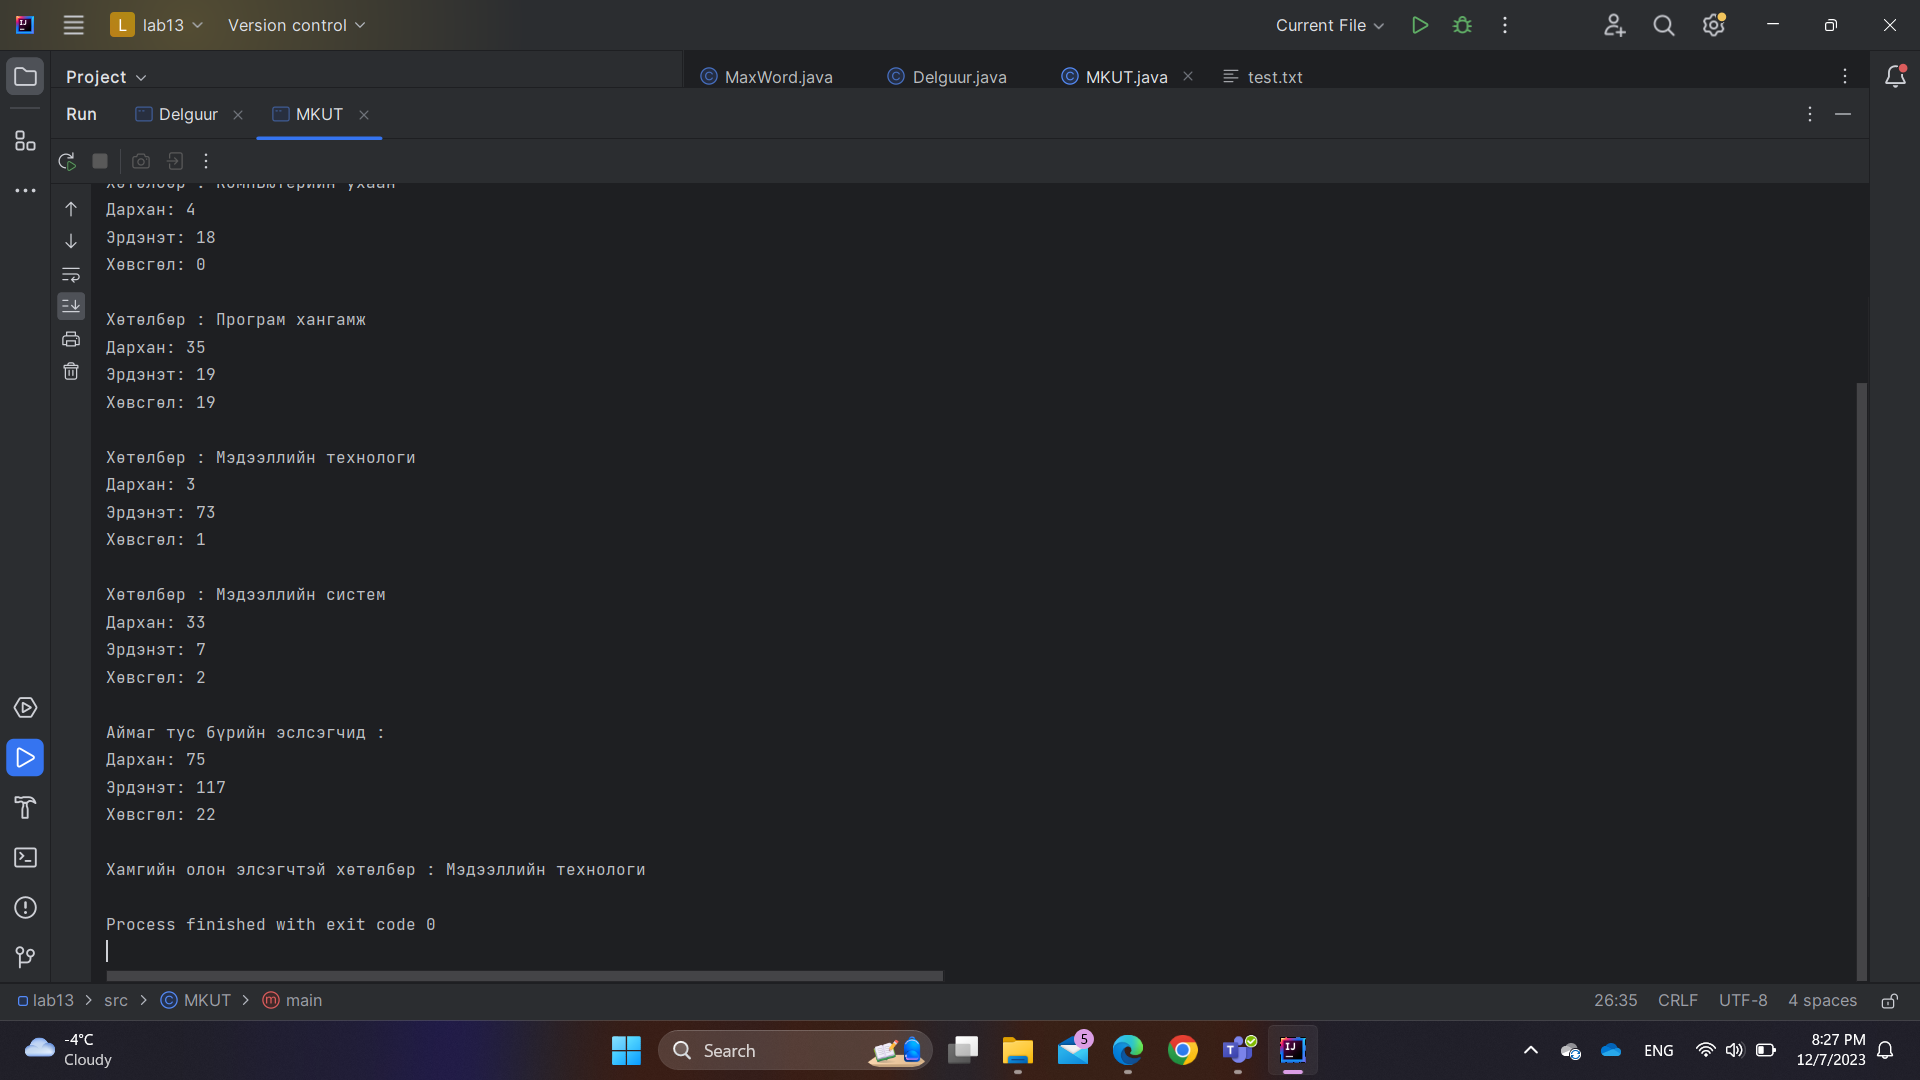 L lab13 Version control Current File
Project MaxWord.java Delguur.java MKUT.java test.txt
Run Delguur MKUT
Хөтөлбөр : Компьютерийн ухаан
Дархан: 4
Эрдэнэт: 18
Хөвсгөл: 0
Хөтөлбөр : Програм хангамж
Дархан: 35
Эрдэнэт: 19
Хөвсгөл: 19
Хөтөлбөр : Мэдээллийн технологи
Дархан: 3
Эрдэнэт: 73
Хөвсгөл: 1
Хөтөлбөр : Мэдээллийн систем
Дархан: 33
Эрдэнэт: 7
Хөвсгөл: 2
Аймаг тус бүрийн эслсэгчид :
Дархан: 75
Эрдэнэт: 117
Хөвсгөл: 22
Хамгийн олон элсэгчтэй хөтөлбөр : Мэдээллийн технологи
Process finished with exit code 0
lab13 > src > MKUT > main 26:35 CRLF UTF-8 4 spaces
-4°C
Cloudy
Search
5
ENG
8:27 PM
12/7/2023